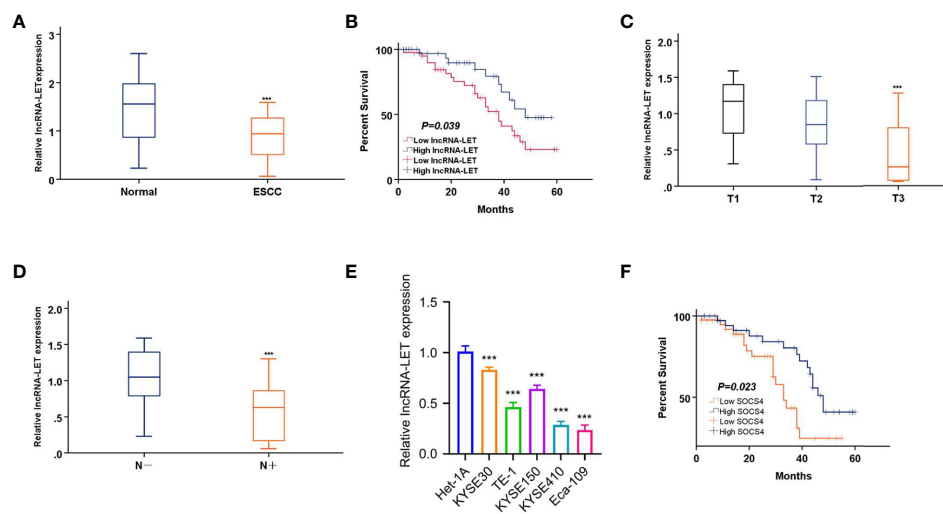 A
Relative lncRNA-LET expression
3
2
1
0
***
Normal
ESCC
B
Percent Survival
100
50
0
P=0.039
Low lncRNA-LET
High lncRNA-LET
Low lncRNA-LET
High lncRNA-LET
0
20
40
60
Months
C
Relative lncRNA-LET expression
2.0
1.5
1.0
.5
.0
***
T1
T2
T3
D
Relative lncRNA-LET expression
2.0
1.5
1.0
.5
.0
***
N−
N+
E
Relative lncRNA-LET expression
1.5
1.0
0.5
0.0
***
***
***
***
***
Het-1A
KYSE30
TE-1
KYSE150
KYSE410
Eca-109
F
Percent Survival
100
50
P=0.023
Low SOCS4
High SOCS4
Low SOCS4
High SOCS4
0
20
40
60
Months